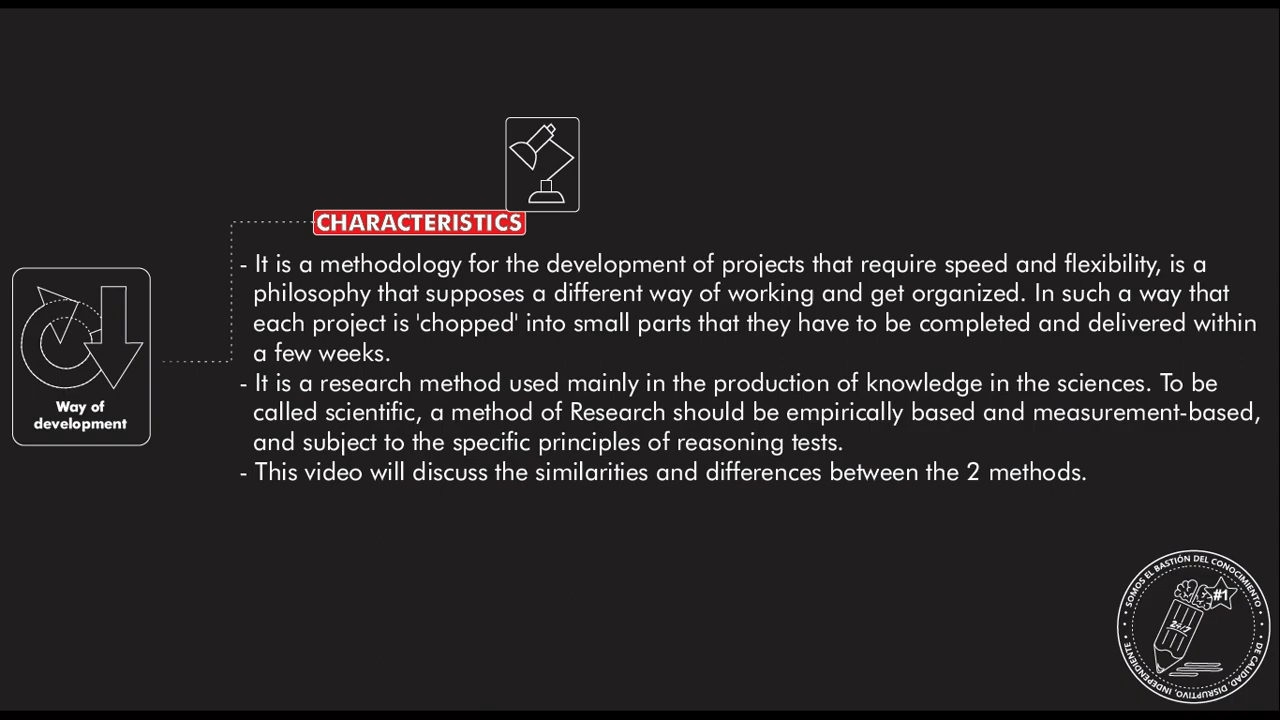 CHARACTERISTICS
- It is a methodology for the development of projects that require speed and flexibility, is a
philosophy that supposes a different way of working and get organized. In such a way that
each project is 'chopped' into small parts that they have to be completed and delivered within
a few weeks.
- It is a research method used mainly in the production of knowledge in the sciences. To be
called scientific, a method of Research should be empirically based and measurement-based,
and subject to the specific principles of reasoning tests.
- This video will discuss the similarities and differences between the 2 methods.
Way of
development
• SOMOS EL BASTIÓN DEL CONOCIMIENTO •
• DE CALIDAD, DISRUPTIVO, INDEPENDIENTE •
#1
24/7